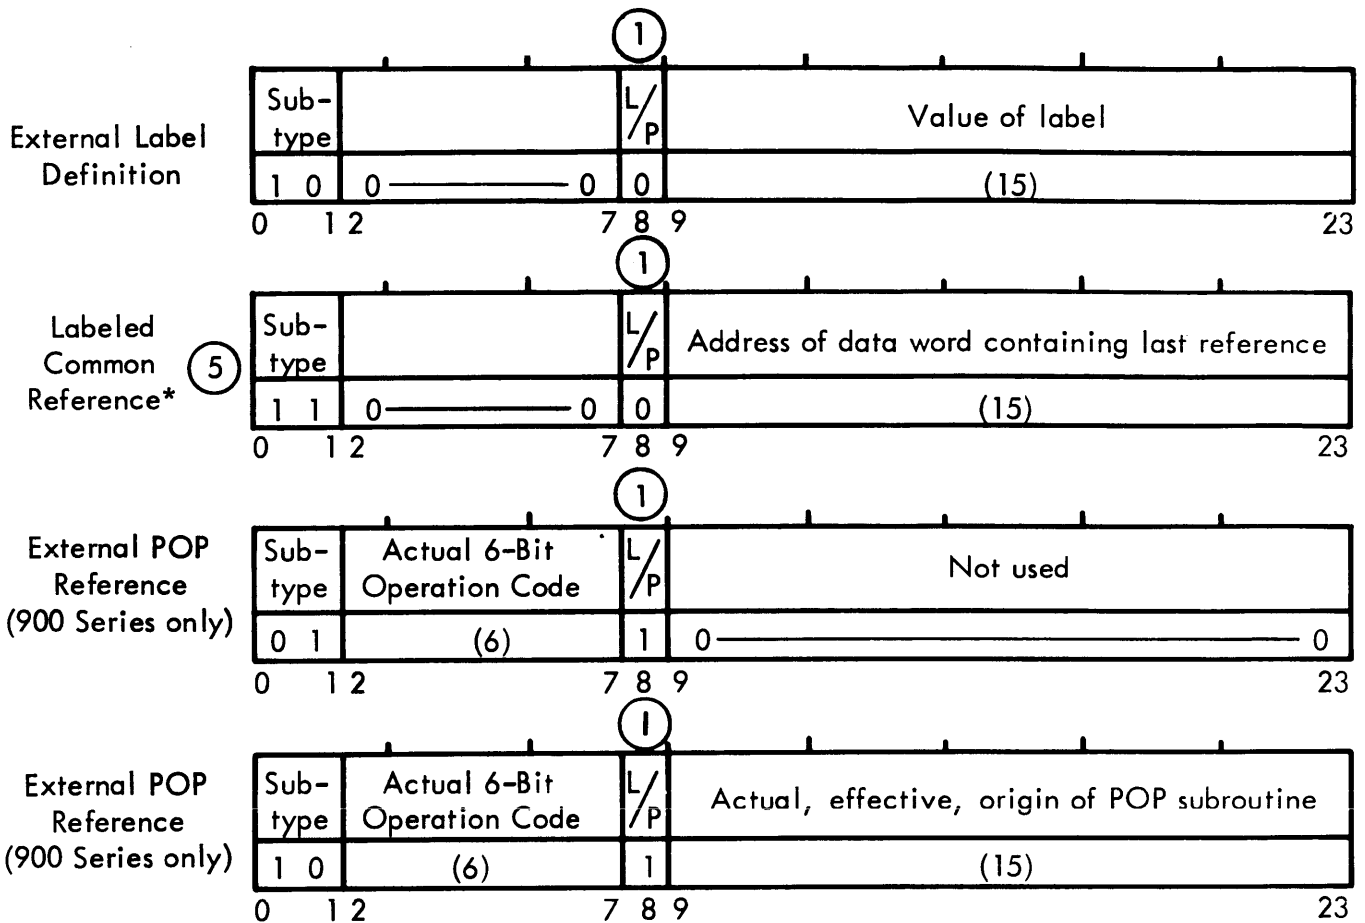 1
External Label Definition
Sub-type
L/P
Value of label
1 0
0 0
0
(15)
0 1 2 7 8 9 23
1
Labeled Common Reference*
5
Sub-type
L/P
Address of data word containing last reference
1 1
0 0
0
(15)
0 1 2 7 8 9 23
1
External POP Reference (900 Series only)
Sub-type
Actual 6-Bit Operation Code
L/P
Not used
0 1
(6)
1
0 0
0 1 2 7 8 9 23
1
External POP Reference (900 Series only)
Sub-type
Actual 6-Bit Operation Code
L/P
Actual, effective, origin of POP subroutine
1 0
(6)
1
(15)
0 1 2 7 8 9 23